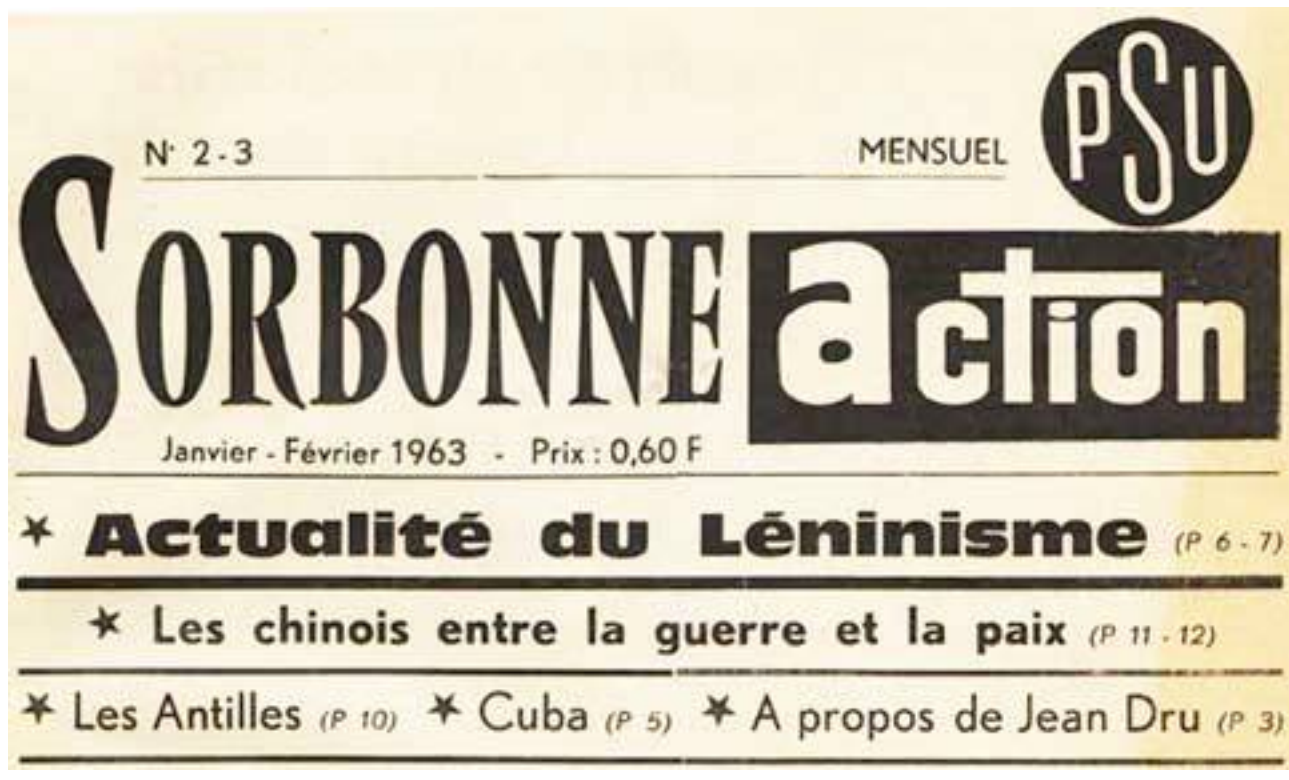 PSU
N° 2-3 MENSUEL
SORBONNE action
Janvier - Février 1963 - Prix : 0,60 F
* Actualité du Léninisme (P 6 - 7)
* Les chinois entre la guerre et la paix (P 11 - 12)
* Les Antilles (P 10) * Cuba (P 5) * A propos de Jean Dru (P 3)